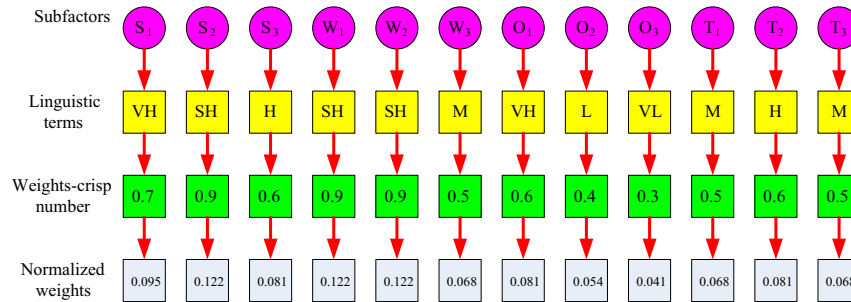 Subfactors S1 S2 S3 W1 W2 W3 O1 O2 O3 T1 T2 T3
Linguistic
terms
VH SH H SH SH M VH L VL M H M
Weights-crisp
number
0.7 0.9 0.6 0.9 0.9 0.5 0.6 0.4 0.3 0.5 0.6 0.5
Normalized
weights
0.095 0.122 0.081 0.122 0.122 0.068 0.081 0.054 0.041 0.068 0.081 0.068